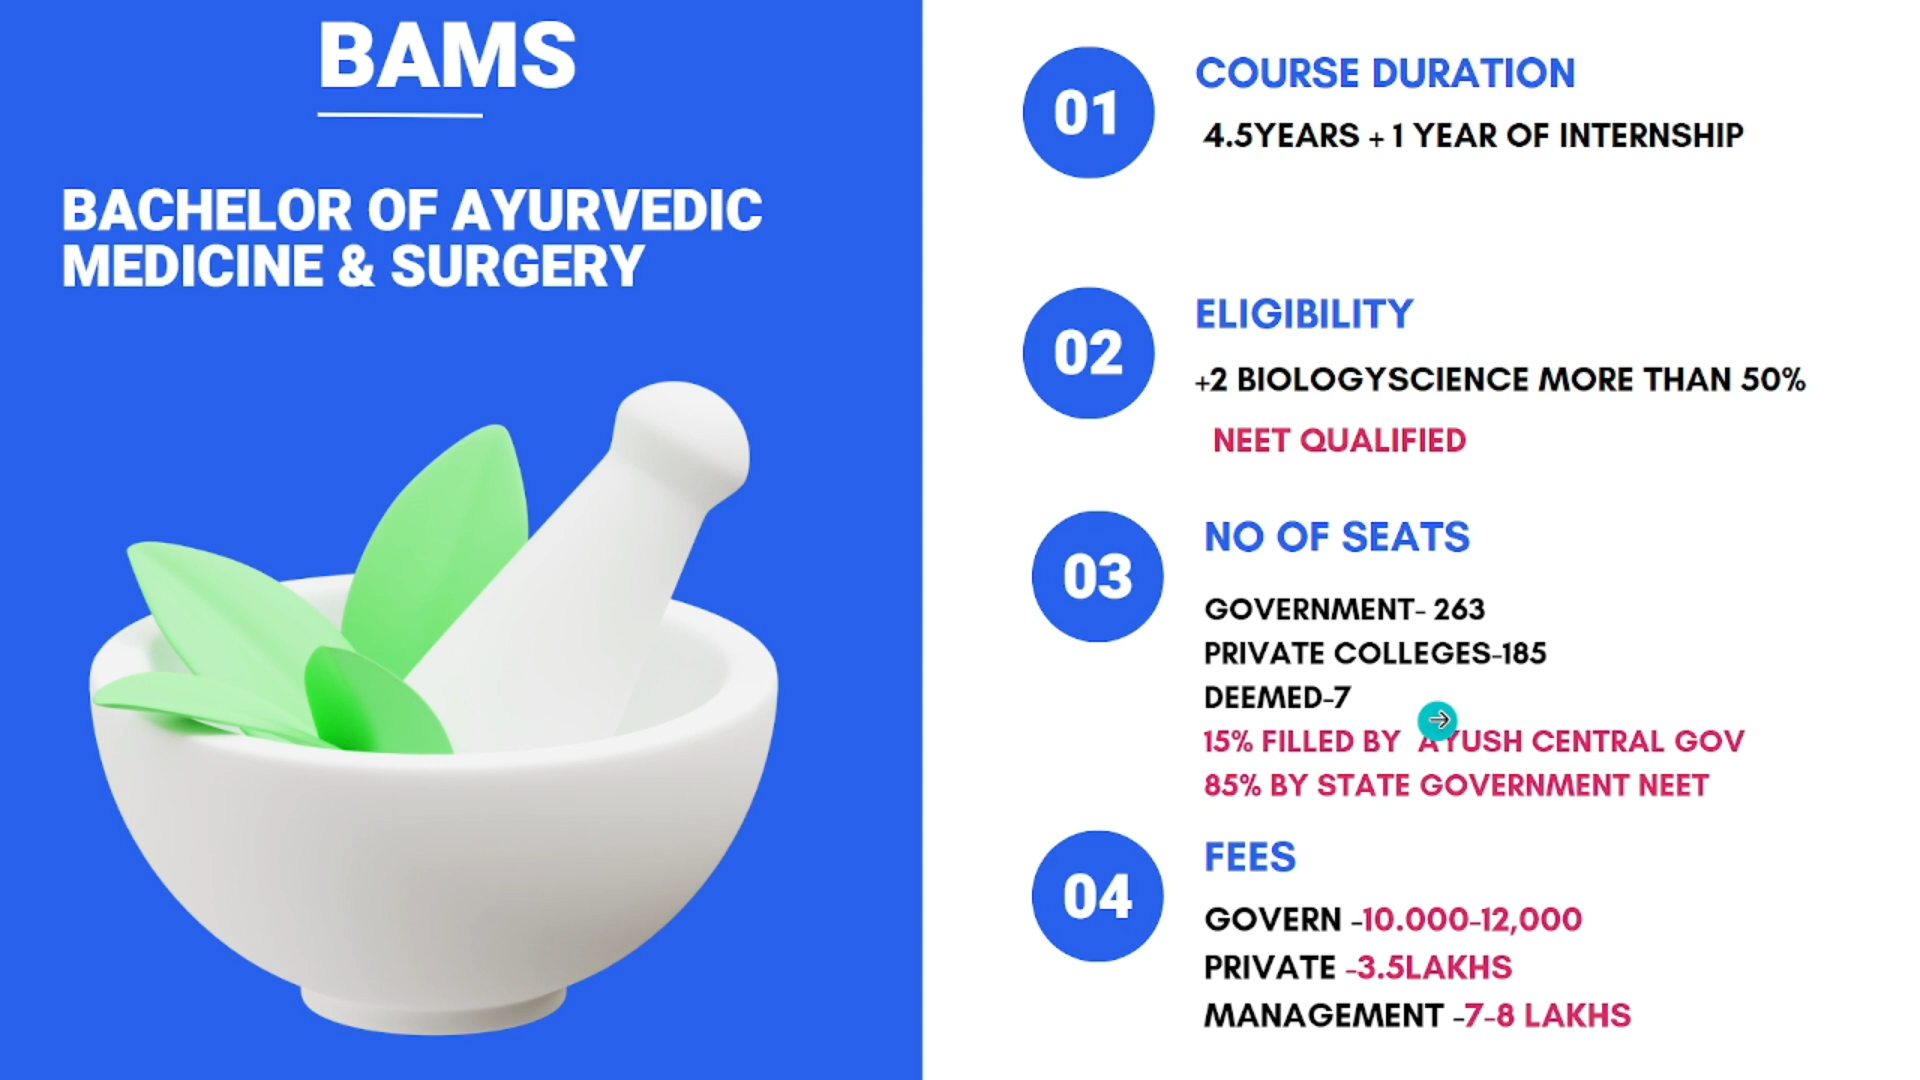 BAMS
BACHELOR OF AYURVEDIC
MEDICINE & SURGERY
01
COURSE DURATION
4.5YEARS + 1 YEAR OF INTERNSHIP
02
ELIGIBILITY
+2 BIOLOGYSCIENCE MORE THAN 50%
NEET QUALIFIED
03
NO OF SEATS
GOVERNMENT- 263
PRIVATE COLLEGES-185
DEEMED-7
15% FILLED BY AYUSH CENTRAL GOV
85% BY STATE GOVERNMENT NEET
04
FEES
GOVERN -10.000-12,000
PRIVATE -3.5LAKHS
MANAGEMENT -7-8 LAKHS